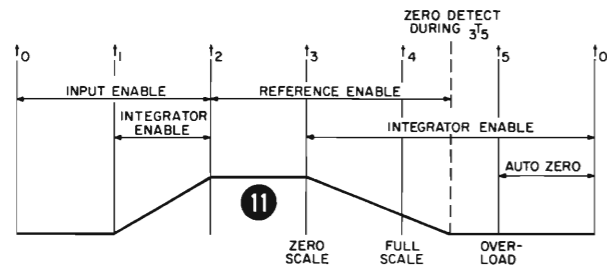 ZERO DETECT
DURING ₃T₅
t₀ t₁ t₂ t₃ t₄ t₅ t₀
INPUT ENABLE REFERENCE ENABLE
INTEGRATOR
ENABLE
INTEGRATOR ENABLE
AUTO ZERO
11
ZERO
SCALE
FULL
SCALE
OVER-
LOAD